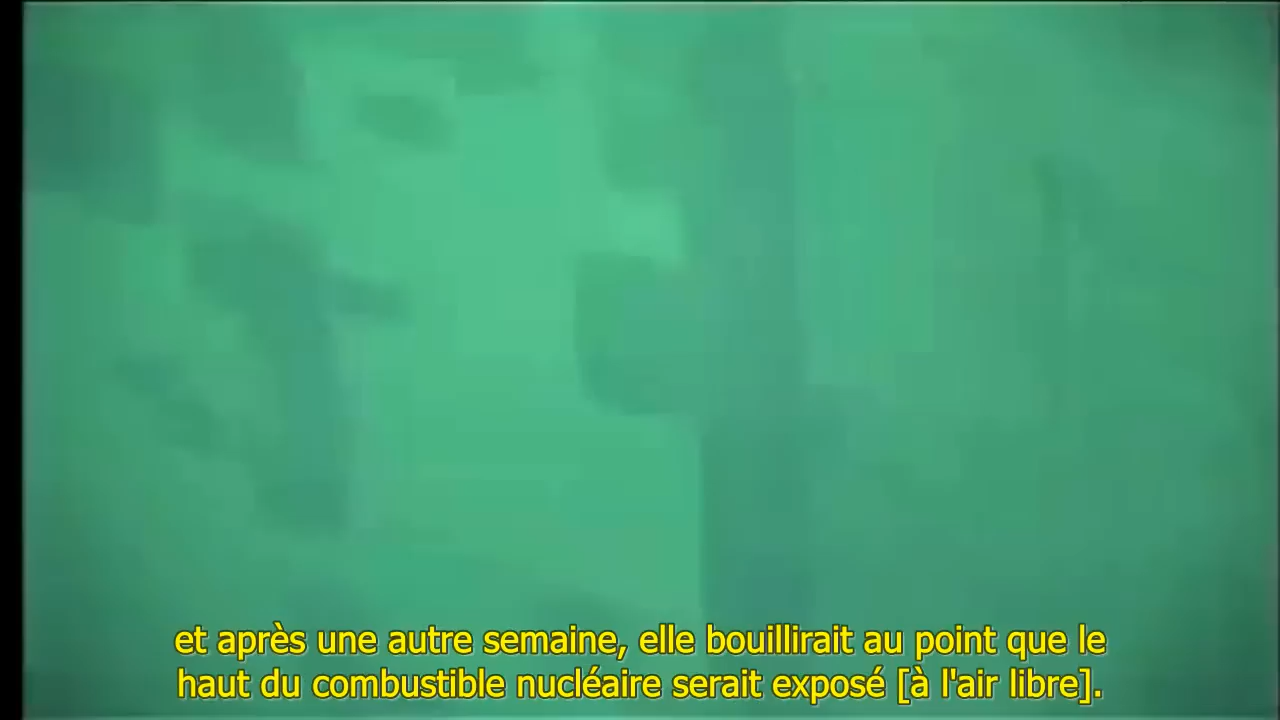 et après une autre semaine, elle bouillirait au point que le
haut du combustible nucléaire serait exposé [à l'air libre].